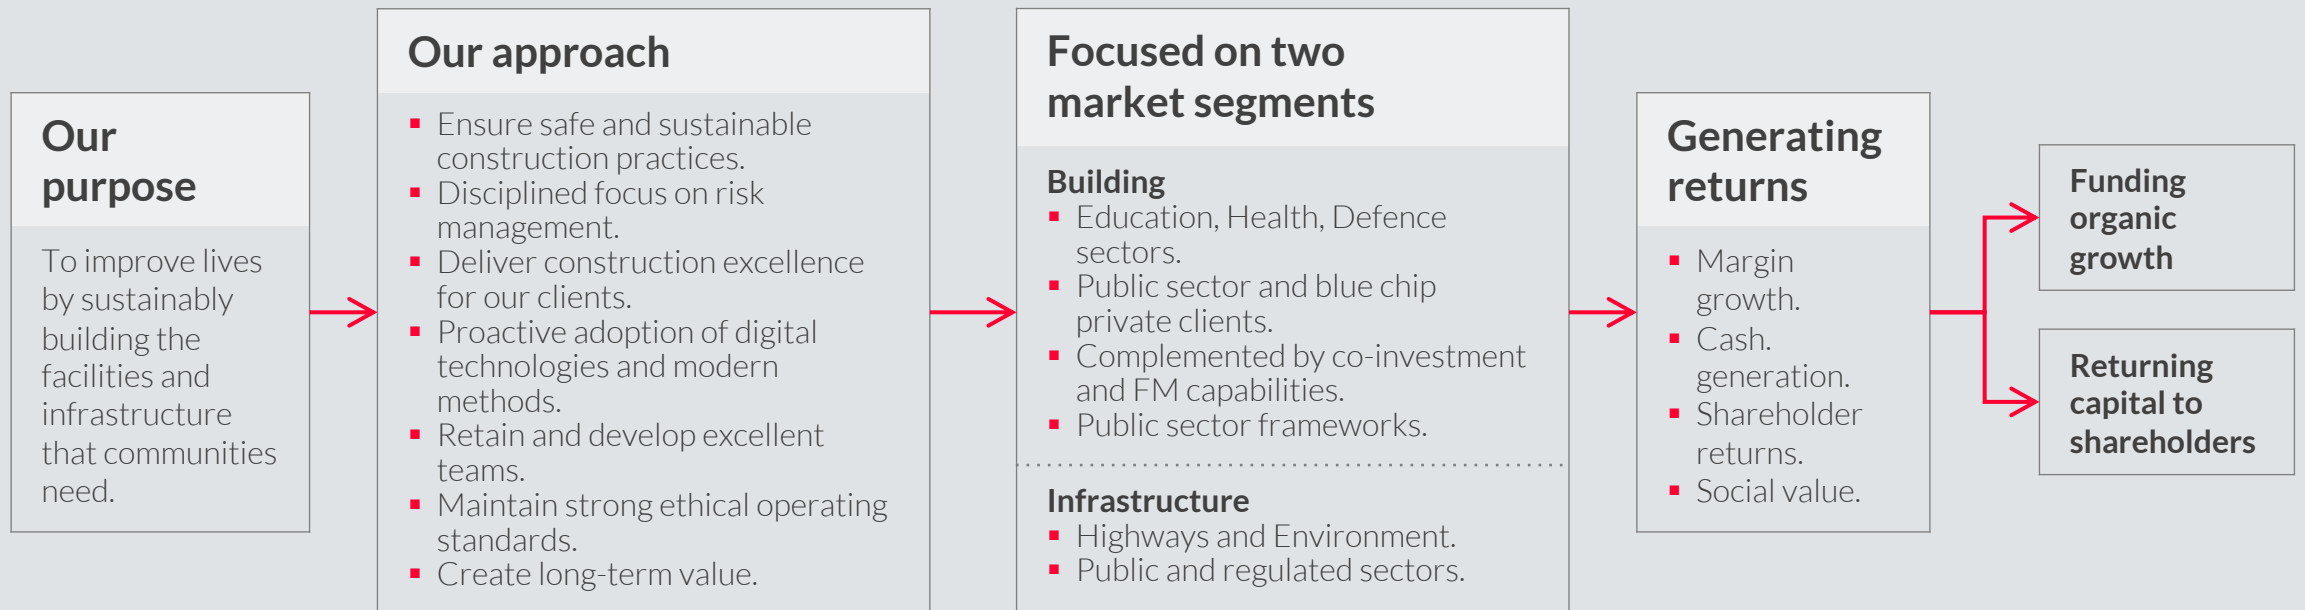 Our
purpose
To improve lives
by sustainably
building the
facilities and
infrastructure
that communities
need.
Our approach
▪ Ensure safe and sustainable
construction practices.
▪ Disciplined focus on risk
management.
▪ Deliver construction excellence
for our clients.
▪ Proactive adoption of digital
technologies and modern
methods.
▪ Retain and develop excellent
teams.
▪ Maintain strong ethical operating
standards.
▪ Create long-term value.
Focused on two
market segments
Building
▪ Education, Health, Defence
sectors.
▪ Public sector and blue chip
private clients.
▪ Complemented by co-investment
and FM capabilities.
▪ Public sector frameworks.
Infrastructure
▪ Highways and Environment.
▪ Public and regulated sectors.
Generating
returns
▪ Margin
growth.
▪ Cash.
generation.
▪ Shareholder
returns.
▪ Social value.
Funding
organic
growth
Returning
capital to
shareholders